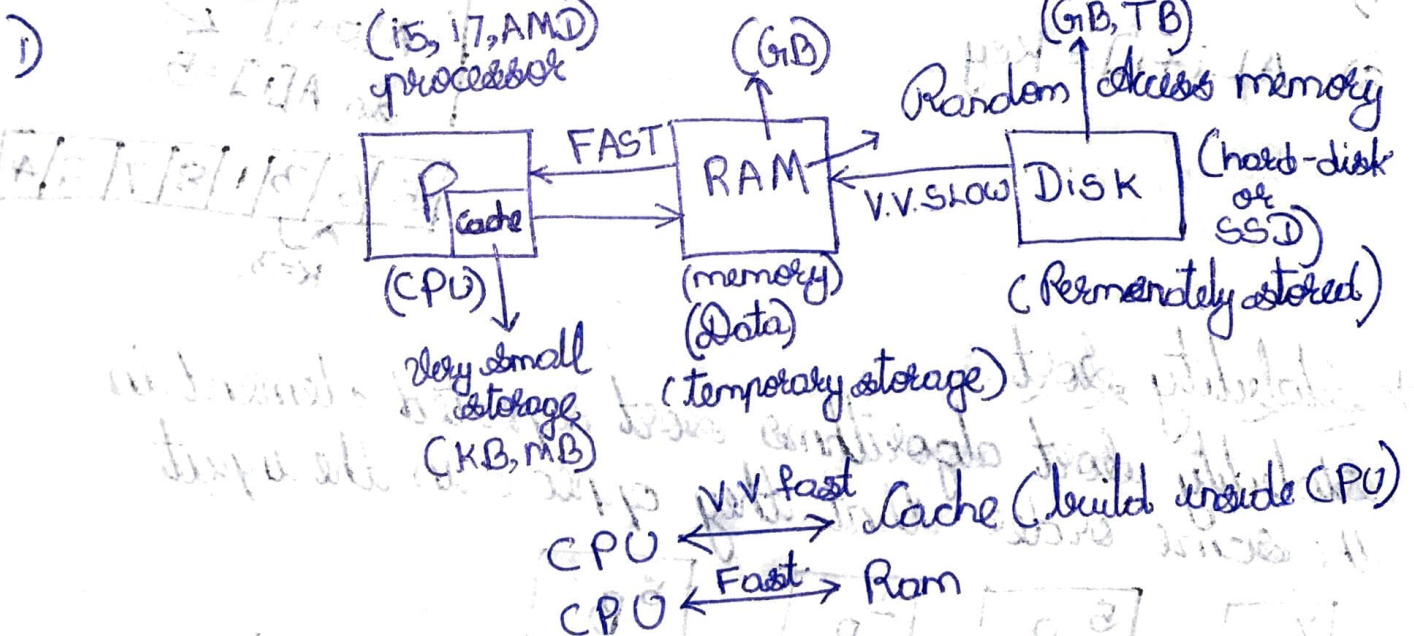 1)
(i5, i7, AMD)
processor
(GB)
(GB, TB)
Random access memory
P
cache
FAST
RAM
V.V.SLOW
Disk
(hard-disk
or
SSD)
(CPU)
(memory)
(Data)
(temporary storage)
(Permanately stored)
Very small
storage
(KB, MB)
CPU V.V. fast Cache (build inside CPU)
CPU Fast Ram